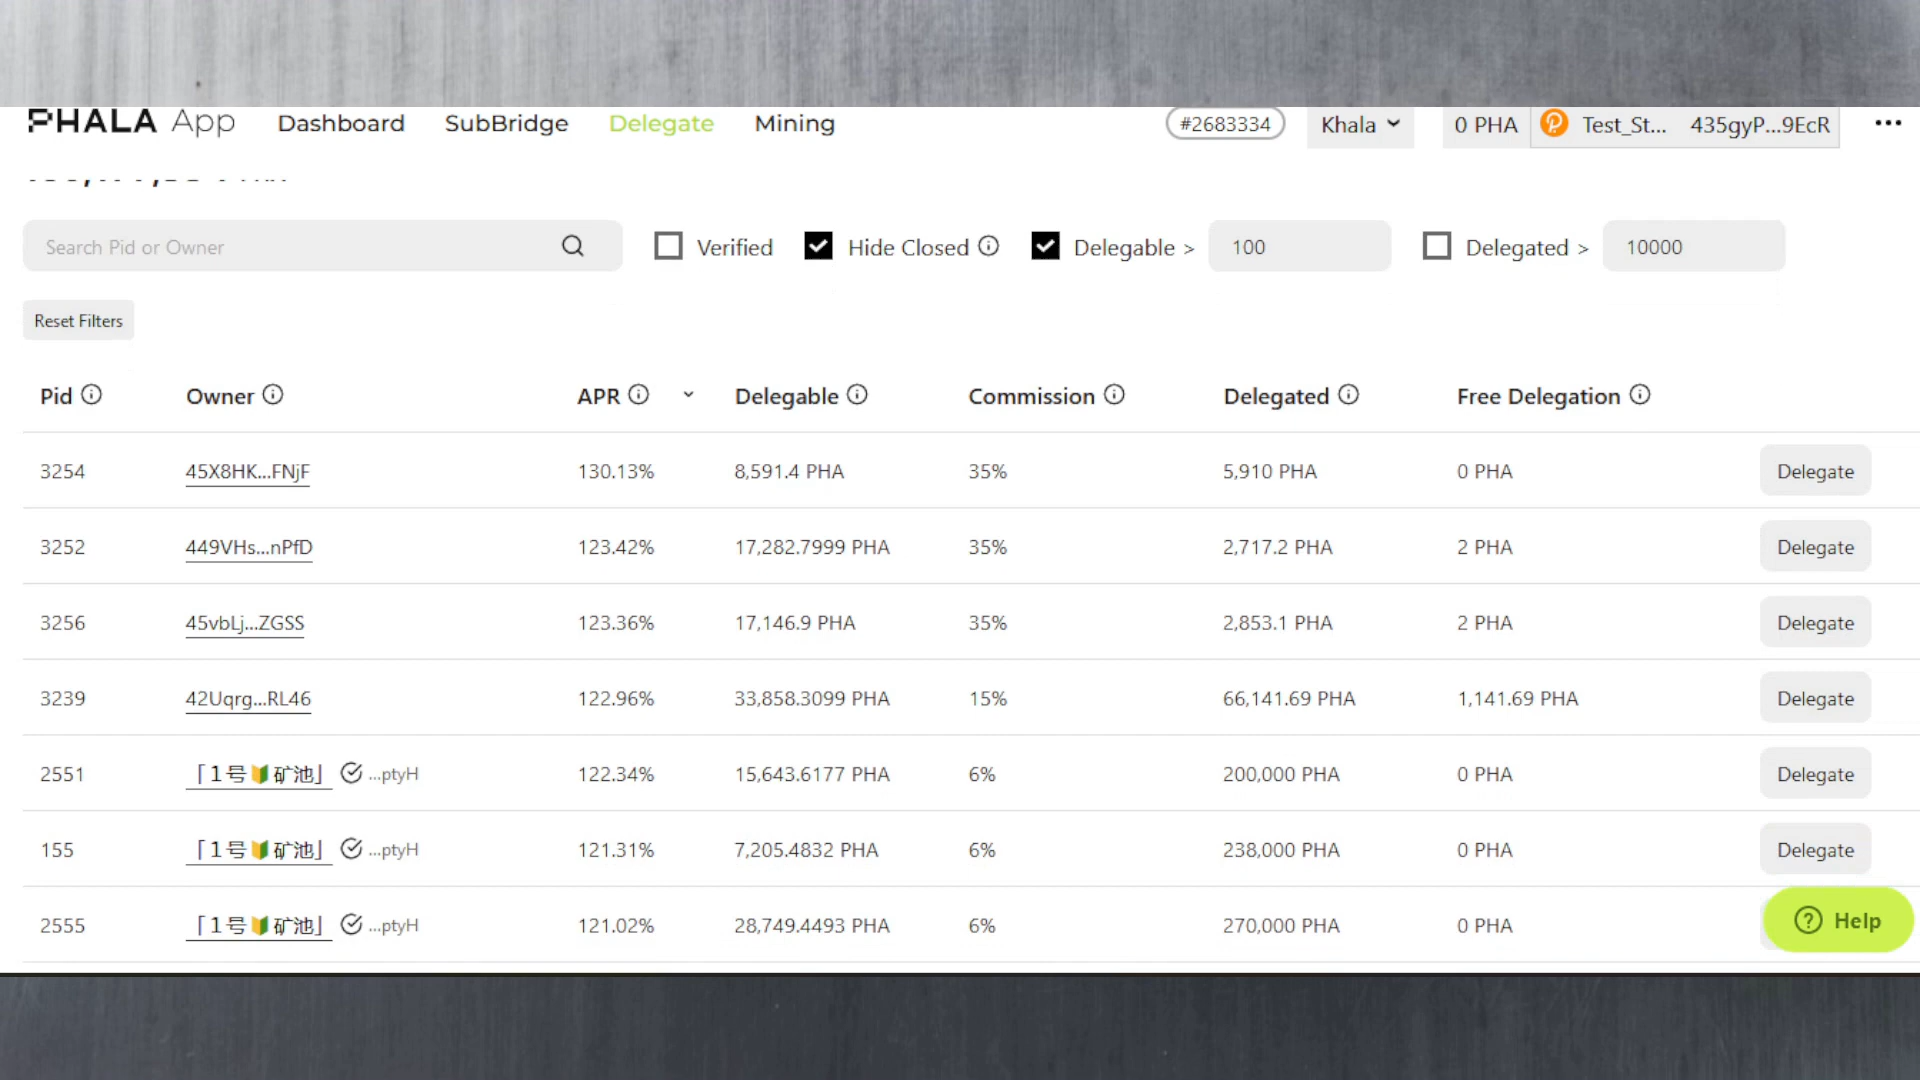 PHALA App Dashboard SubBridge Delegate Mining #2683334 Khala 0 PHA Test_St... 435gyP...9EcR
Search Pid or Owner Verified Hide Closed Delegable > 100 Delegated > 10000
Reset Filters
Pid Owner APR Delegable Commission Delegated Free Delegation
3254 45X8HK...FNjF 130.13% 8,591.4 PHA 35% 5,910 PHA 0 PHA Delegate
3252 449VHs...nPfD 123.42% 17,282.7999 PHA 35% 2,717.2 PHA 2 PHA Delegate
3256 45vbLj...ZGSS 123.36% 17,146.9 PHA 35% 2,853.1 PHA 2 PHA Delegate
3239 42Uqrg...RL46 122.96% 33,858.3099 PHA 15% 66,141.69 PHA 1,141.69 PHA Delegate
2551 「1号🔰矿池」 ...ptyH 122.34% 15,643.6177 PHA 6% 200,000 PHA 0 PHA Delegate
155 「1号🔰矿池」 ...ptyH 121.31% 7,205.4832 PHA 6% 238,000 PHA 0 PHA Delegate
2555 「1号🔰矿池」 ...ptyH 121.02% 28,749.4493 PHA 6% 270,000 PHA 0 PHA Help